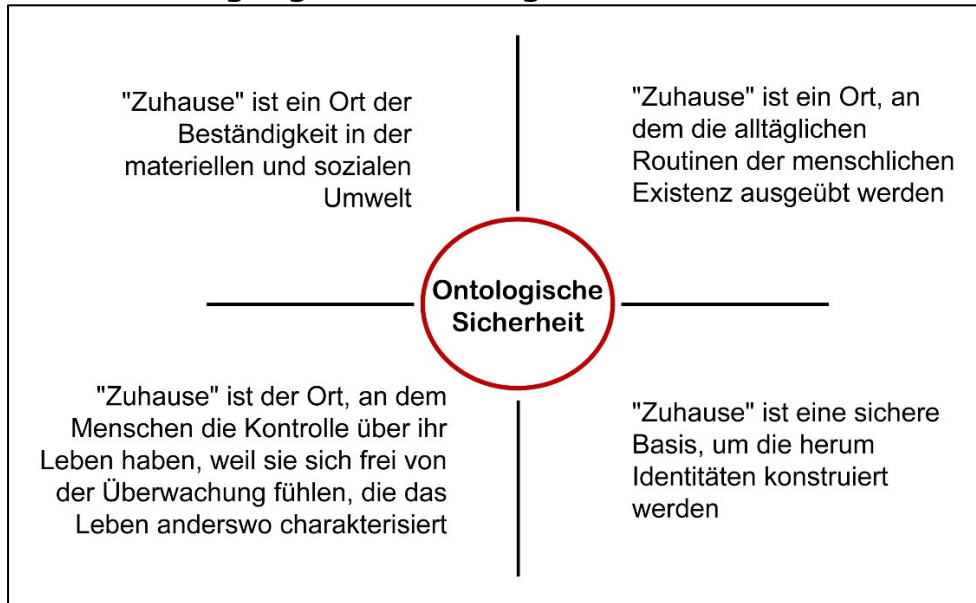 "Zuhause" ist ein Ort der
Beständigkeit in der
materiellen und sozialen
Umwelt
"Zuhause" ist ein Ort, an
dem die alltäglichen
Routinen der menschlichen
Existenz ausgeübt werden
Ontologische
Sicherheit
"Zuhause" ist der Ort, an dem
Menschen die Kontrolle über ihr
Leben haben, weil sie sich frei von
der Überwachung fühlen, die das
Leben anderswo charakterisiert
"Zuhause" ist eine sichere
Basis, um die herum
Identitäten konstruiert
werden